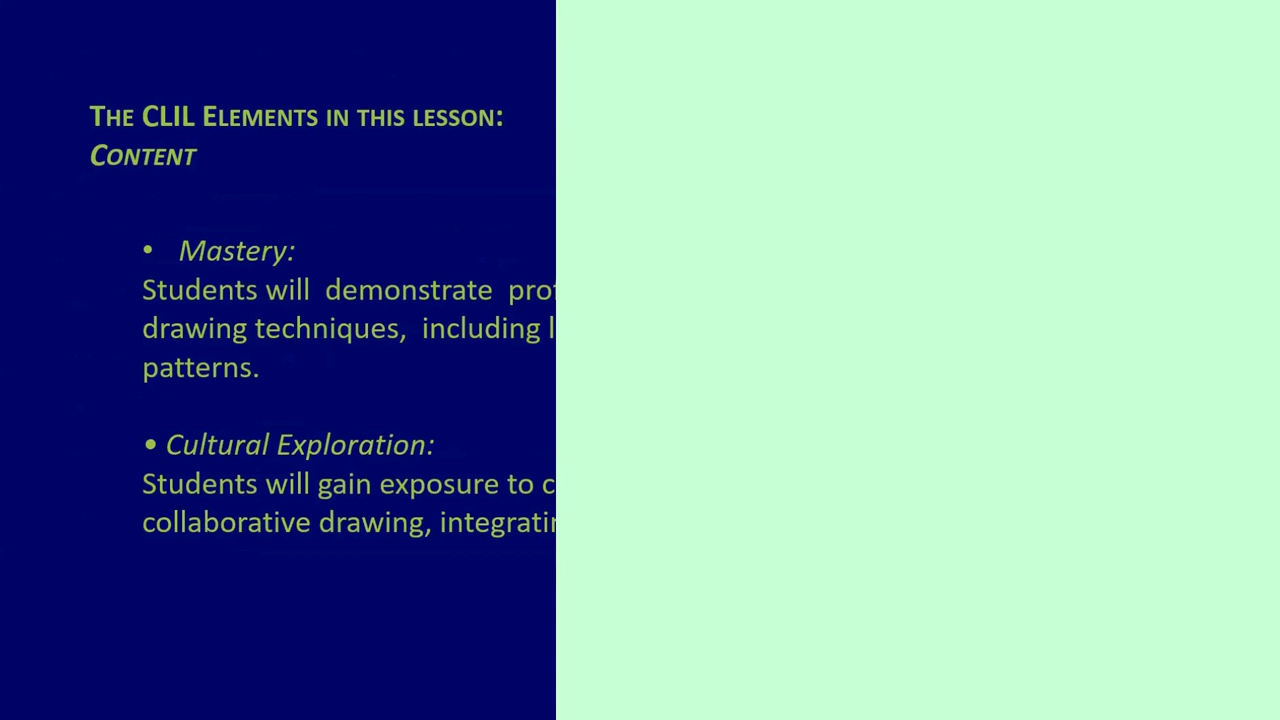 THE CLIL ELEMENTS IN THIS LESSON:
CONTENT
• Mastery:
Students will demonstrate
drawing techniques, including
patterns.
• Cultural Exploration:
Students will gain exposure to
collaborative drawing,